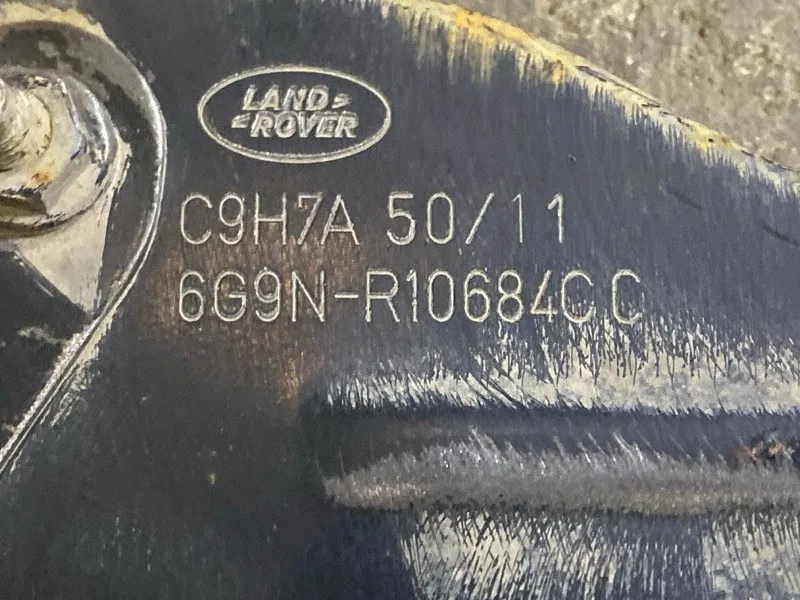 LAND
ROVER
C9H7A 50/11
6G9N-R10684CC